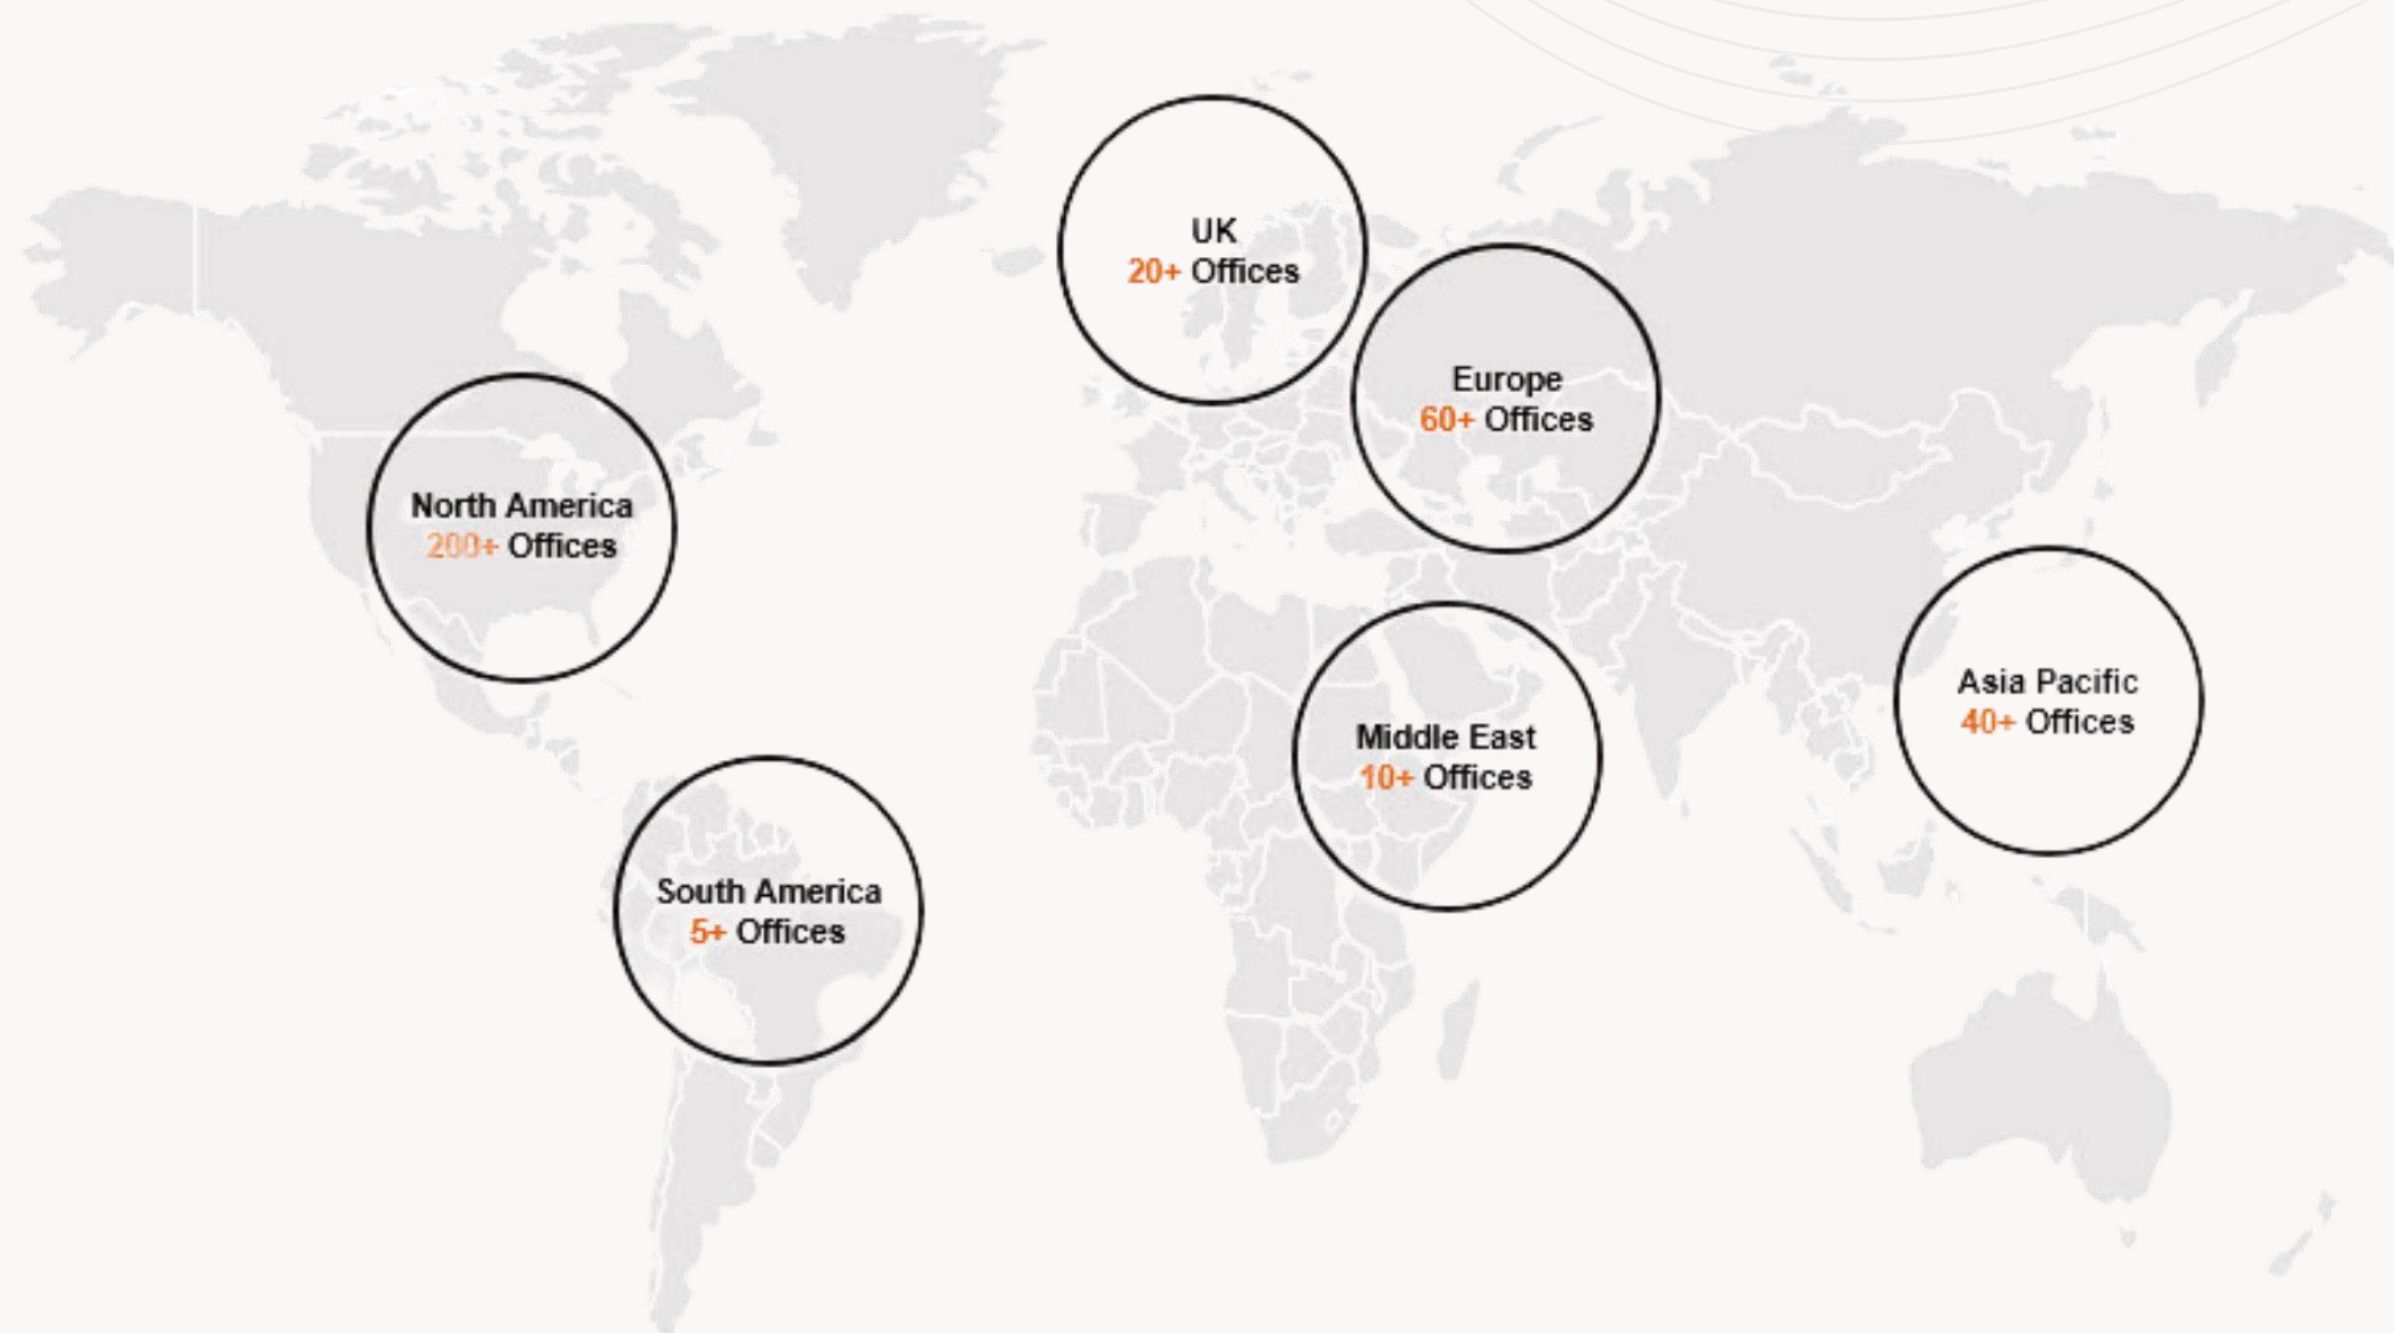 UK
20+ Offices
Europe
60+ Offices
North America
200+ Offices
Asia Pacific
40+ Offices
Middle East
10+ Offices
South America
5+ Offices